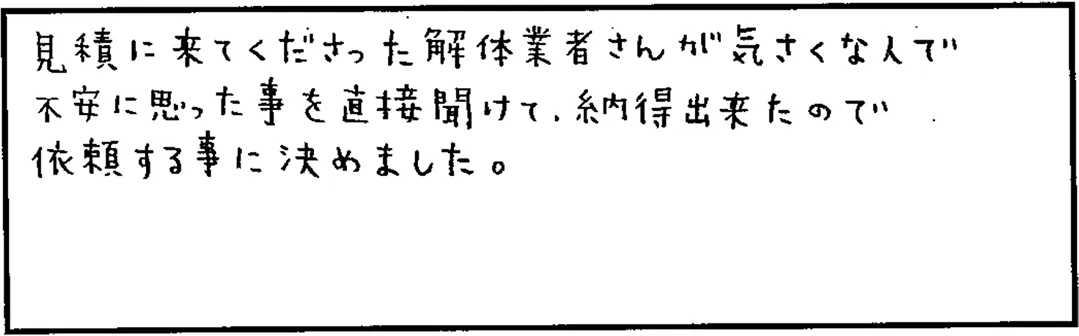 見積に来てくださった解体業者さんが気さくな人で
不安に思った事を直接聞けて、納得出来たので
依頼する事に決めました。